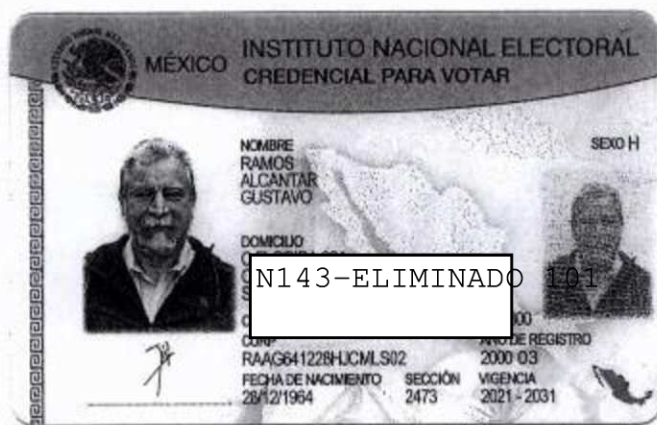 MÉXICO
INSTITUTO NACIONAL ELECTORAL
CREDENCIAL PARA VOTAR
NOMBRE
RAMOS
ALCANTAR
GUSTAVO
SEXO H
DOMICILIO
N143-ELIMINADO 101
CURP
RAAG641228HJCMLS02
AÑO DE REGISTRO
2000 03
FECHA DE NACIMIENTO
28/12/1964
SECCIÓN
2473
VIGENCIA
2021 - 2031